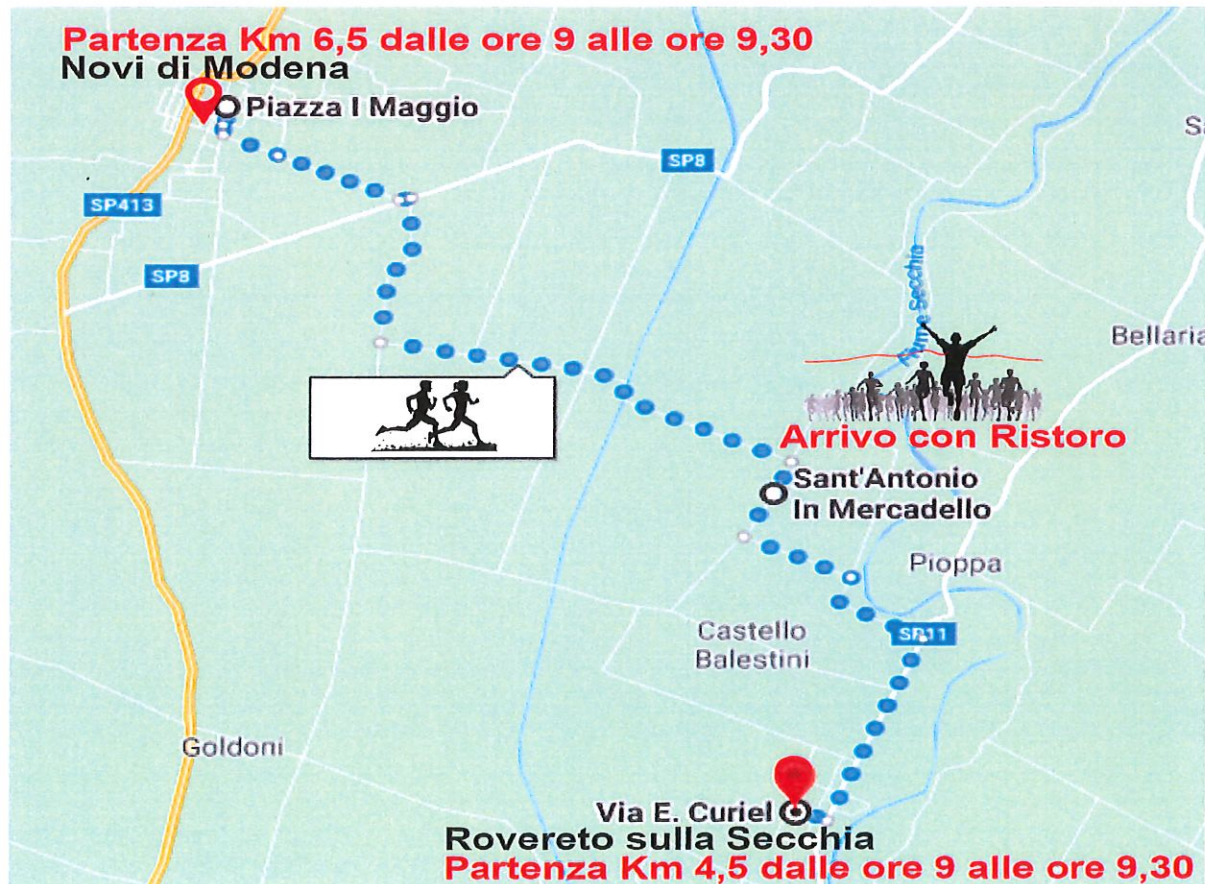 Partenza Km 6,5 dalle ore 9 alle ore 9,30
Novi di Modena
Piazza I Maggio
SP8
SP413
SP8
Fiume Secchia
Bellaria
Arrivo con Ristoro
Sant'Antonio
In Mercadello
Pioppa
SP11
Castello
Balestini
Goldoni
Via E. Curiel
Rovereto sulla Secchia
Partenza Km 4,5 dalle ore 9 alle ore 9,30